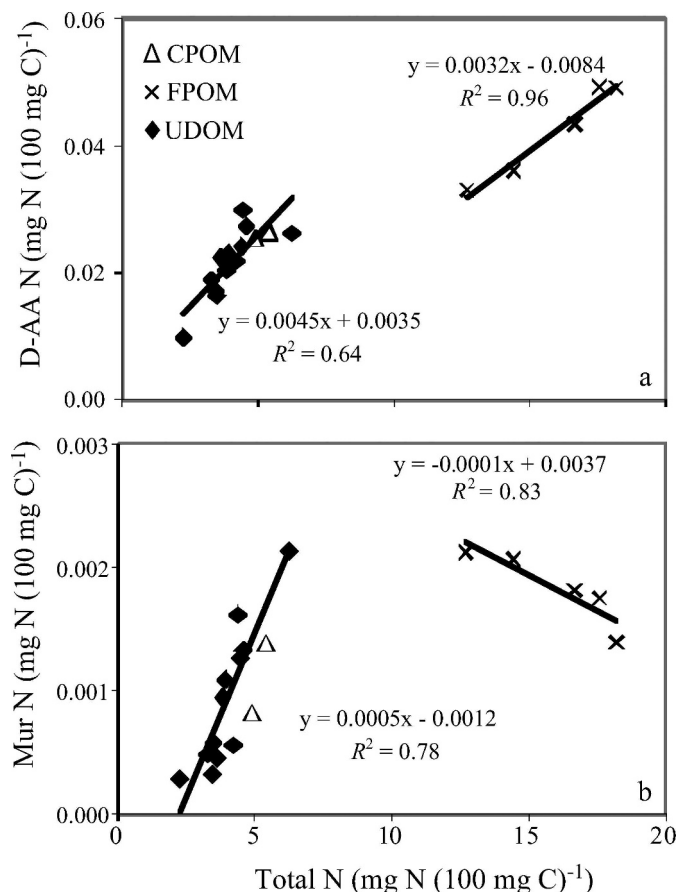 0.06
0.04
0.02
0.00
D-AA N (mg N (100 mg C)-1
CPOM
FPOM
UDOM
y = 0.0032x - 0.0084
R2 = 0.96
y = 0.0045x + 0.0035
R2 = 0.64
a
0.003
0.002
0.001
0.000
Mur N (mg N (100 mg C)-1
y = -0.0001x + 0.0037
R2 = 0.83
y = 0.0005x - 0.0012
R2 = 0.78
b
0 5 10 15 20
Total N (mg N (100 mg C)-1